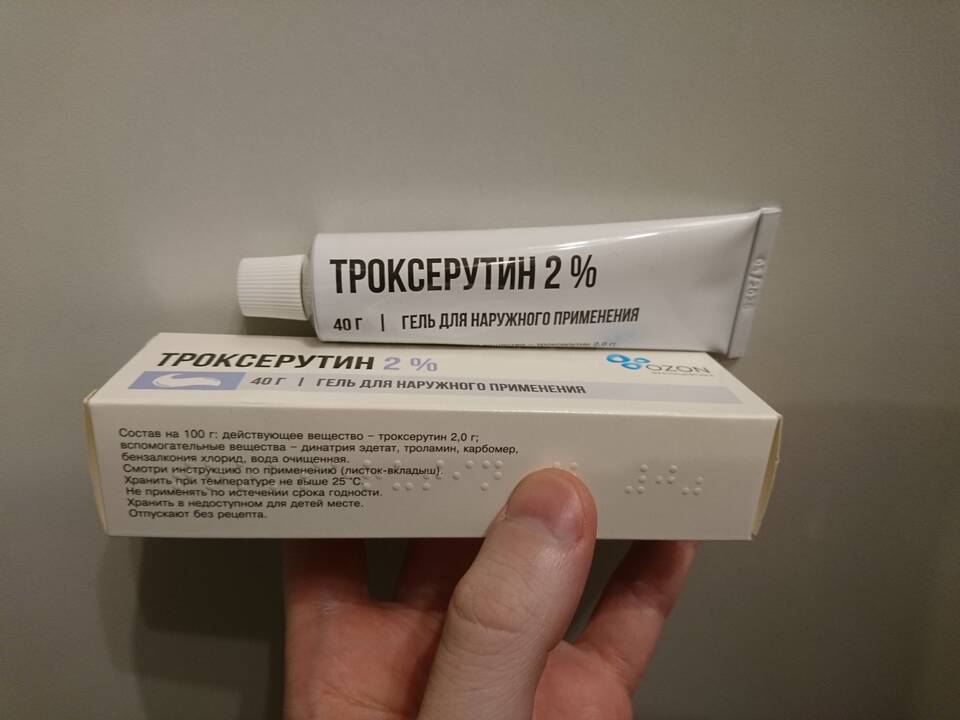 ТРОКСЕРУТИН 2 %
40 Г | ГЕЛЬ ДЛЯ НАРУЖНОГО ПРИМЕНЕНИЯ
троксерутин 2,0 г;
ТРОКСЕРУТИН 2 %
40 Г | ГЕЛЬ ДЛЯ НАРУЖНОГО ПРИМЕНЕНИЯ
OZON
Состав на 100 г: действующее вещество – троксерутин 2,0 г;
вспомогательные вещества – динатрия эдетат, троламин, карбомер,
бензалкония хлорид, вода очищенная.
Смотри инструкцию по применению (листок-вкладыш).
Хранить при температуре не выше 25 °C.
Не применять по истечении срока годности.
Хранить в недоступном для детей месте.
Отпускают без рецепта.